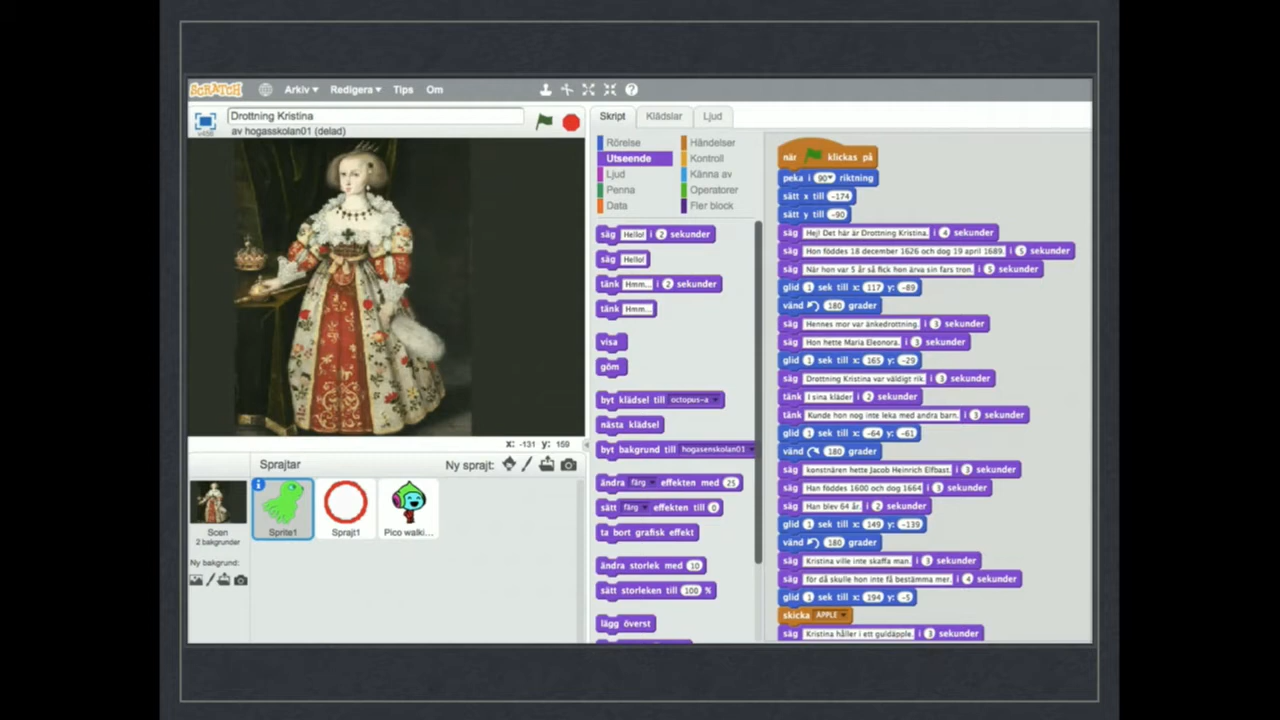 SCRATCH Arkiv▾ Redigera▾ Tips Om
Drottning Kristina
av hogasskolan01 (delad)
v456
x: -131 y: 159
Sprajtar
Ny sprajt:
Scen
2 bakgrunder
Ny bakgrund:
Sprite1
Sprajt1
Pico walki...
Skript Klädslar Ljud
Rörelse Händelser
Utseende Kontroll
Ljud Känna av
Penna Operatorer
Data Fler block
säg Hello! i 2 sekunder
säg Hello!
tänk Hmm... i 2 sekunder
tänk Hmm...
visa
göm
byt klädsel till octopus-a
nästa klädsel
byt bakgrund till hogasenskolan01
ändra färg effekten med 25
sätt färg effekten till 0
ta bort grafisk effekt
ändra storlek med 10
sätt storleken till 100 %
lägg överst
när klickas på
peka i 90▾ riktning
sätt x till -174
sätt y till -90
säg Hej! Det här är Drottning Kristina. i 4 sekunder
säg Hon föddes 18 december 1626 och dog 19 april 1689. i 5 sekunder
säg När hon var 5 år så fick hon ärva sin fars tron. i 5 sekunder
glid 1 sek till x: 117 y: -89
vänd 180 grader
säg Hennes mor var änkedrottning. i 3 sekunder
säg Hon hette Maria Eleonora. i 3 sekunder
glid 1 sek till x: 165 y: -29
säg Drottning Kristina var väldigt rik. i 3 sekunder
tänk I sina kläder i 2 sekunder
tänk Kunde hon nog inte leka med andra barn. i 3 sekunder
glid 1 sek till x: -64 y: -61
vänd 180 grader
säg konstnären hette Jacob Heinrich Elfbast. i 3 sekunder
säg Han föddes 1600 och dog 1664 i 3 sekunder
säg Han blev 64 år. i 2 sekunder
glid 1 sek till x: 149 y: -139
vänd 180 grader
säg Kristina ville inte skaffa man. i 3 sekunder
säg för då skulle hon inte få bestämma mer. i 4 sekunder
glid 1 sek till x: 194 y: -5
skicka APPLE
säg Kristina håller i ett guldäpple. i 3 sekunder